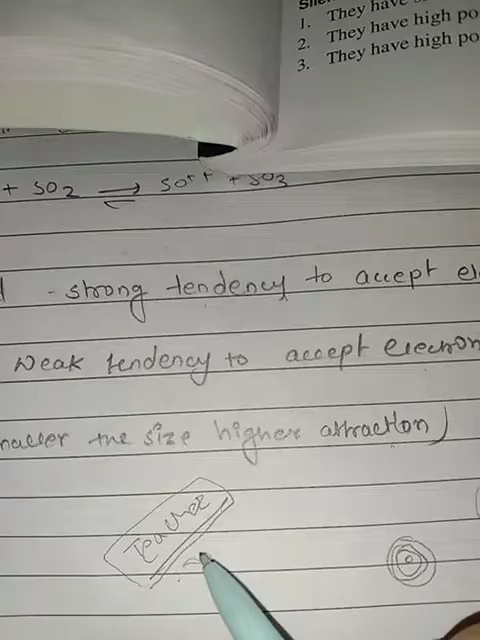 1. They have
2. They have high po
3. They have high po
+ SO2 ⇌ SO++ + SO3
- strong tendency to accept el
Weak tendency to accept electron
maller the size higher attraction)
Teacher